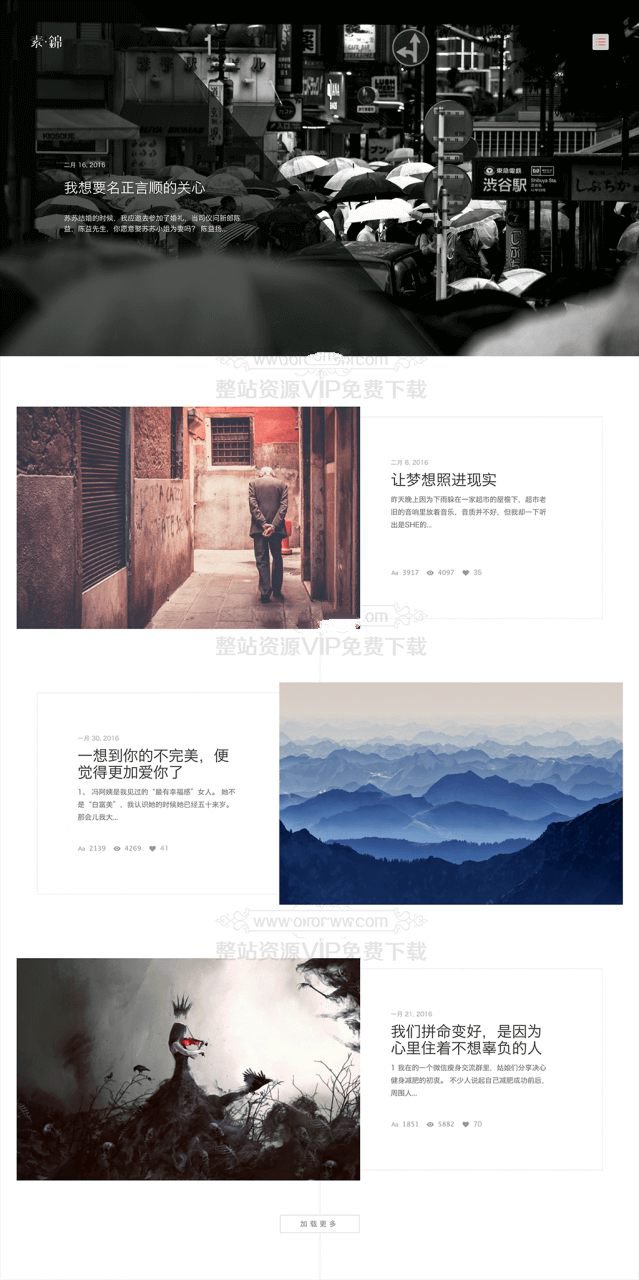 素·錦
二月 16, 2016
我想要名正言顺的关心
苏苏结婚的时候，我应邀去参加了婚礼，当司仪问新郎陈
益，陈益先生，你愿意娶苏苏小姐为妻吗？ 陈益扬...
KIOSK
LUSH
東急電鉄
渋谷駅
Shibuya Sta.
整站资源VIP免费下载
二月 8, 2016
让梦想照进现实
昨天晚上因为下雨躲在一家超市的屋檐下，超市老
旧的音响里放着音乐，音质并不好，但我却一下听
出是SHE的...
Aa 3917 4097 35
整站资源VIP免费下载
一月 30, 2016
一想到你的不完美，便
觉得更加爱你了
1、 冯阿姨是我见过的“最有幸福感”女人。 她不
是“白富美”，我认识她的时候她已经五十来岁。
那会儿我大...
Aa 2139 4269 41
整站资源VIP免费下载
一月 21, 2016
我们拼命变好，是因为
心里住着不想辜负的人
1 我在的一个微信瘦身交流群里，姑娘们分享决心
健身减肥的初衷。 不少人说起自己减肥成功前后，
周围人...
Aa 1851 5882 70
加载更多